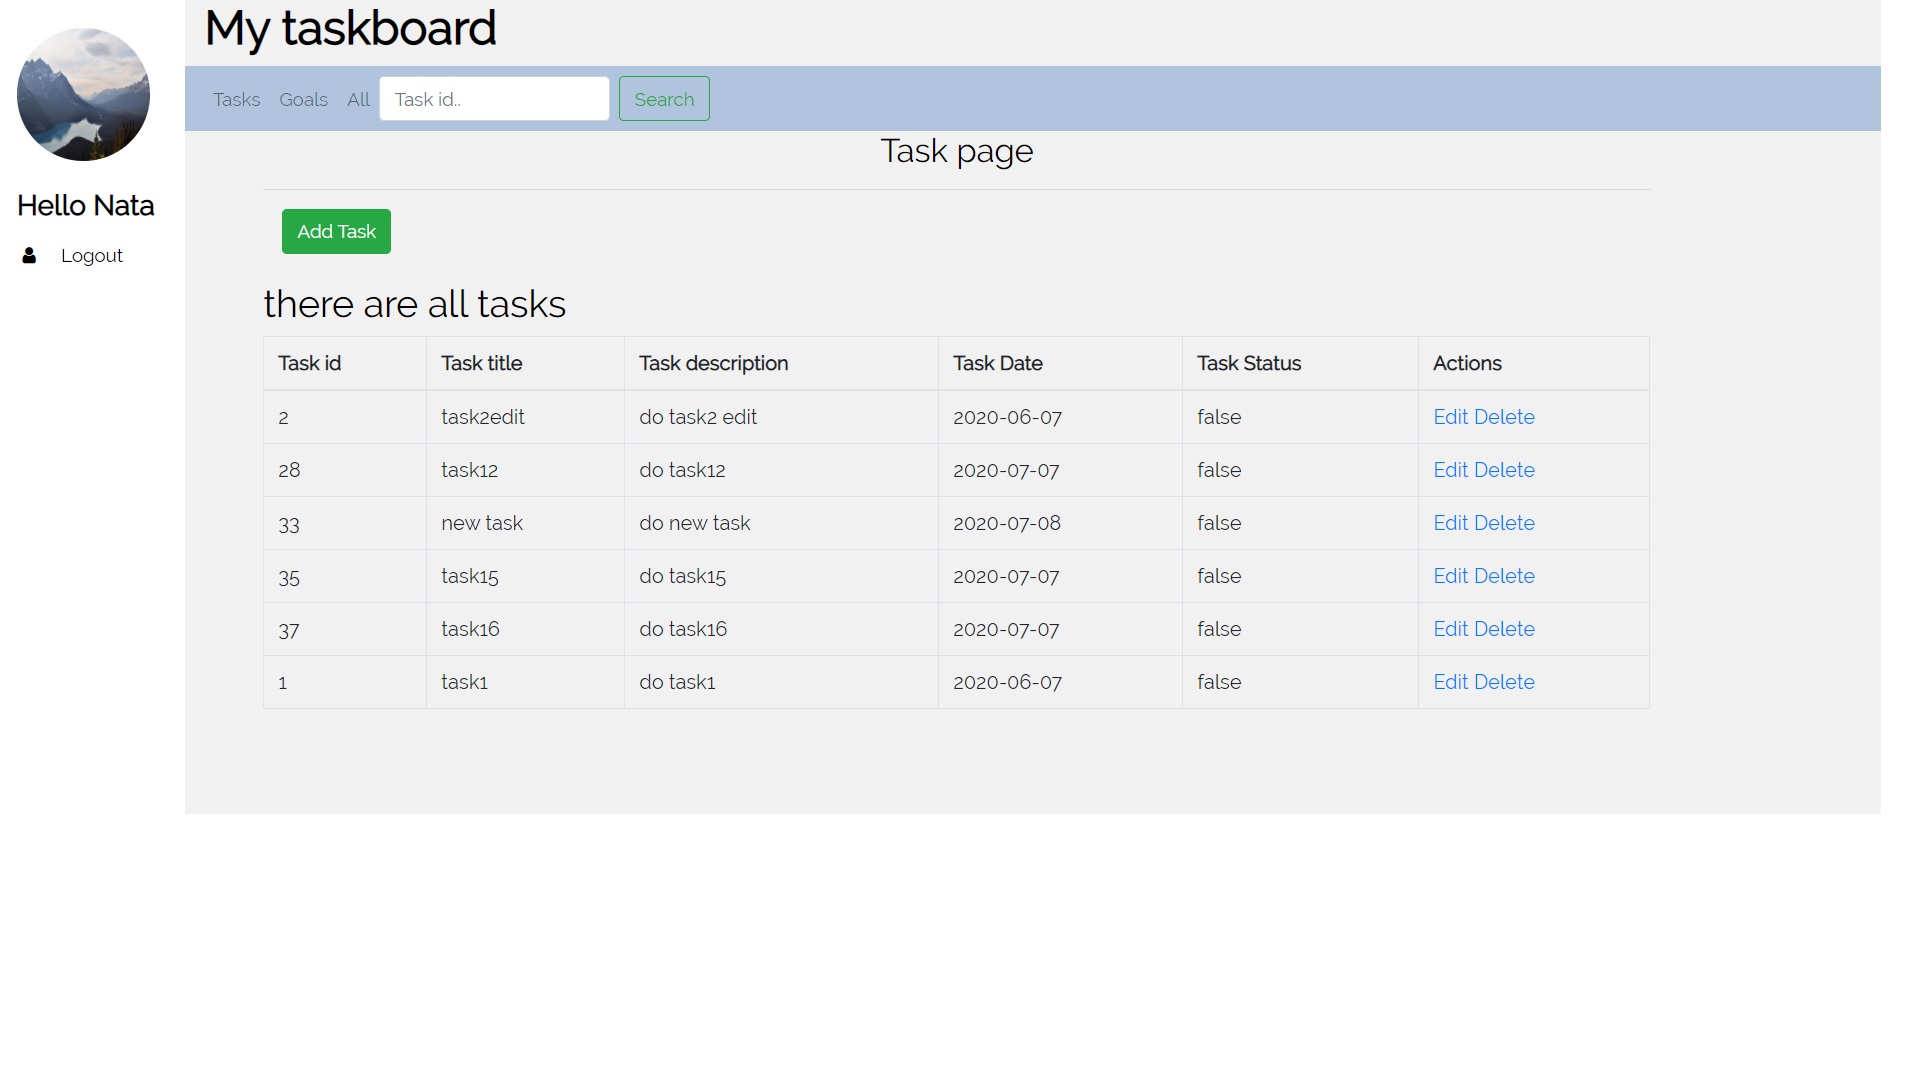 My taskboard
Tasks Goals All Task id.. Search
Hello Nata
Logout
Task page
Add Task
there are all tasks
Task id Task title Task description Task Date Task Status Actions
2 task2edit do task2 edit 2020-06-07 false Edit Delete
28 task12 do task12 2020-07-07 false Edit Delete
33 new task do new task 2020-07-08 false Edit Delete
35 task15 do task15 2020-07-07 false Edit Delete
37 task16 do task16 2020-07-07 false Edit Delete
1 task1 do task1 2020-06-07 false Edit Delete